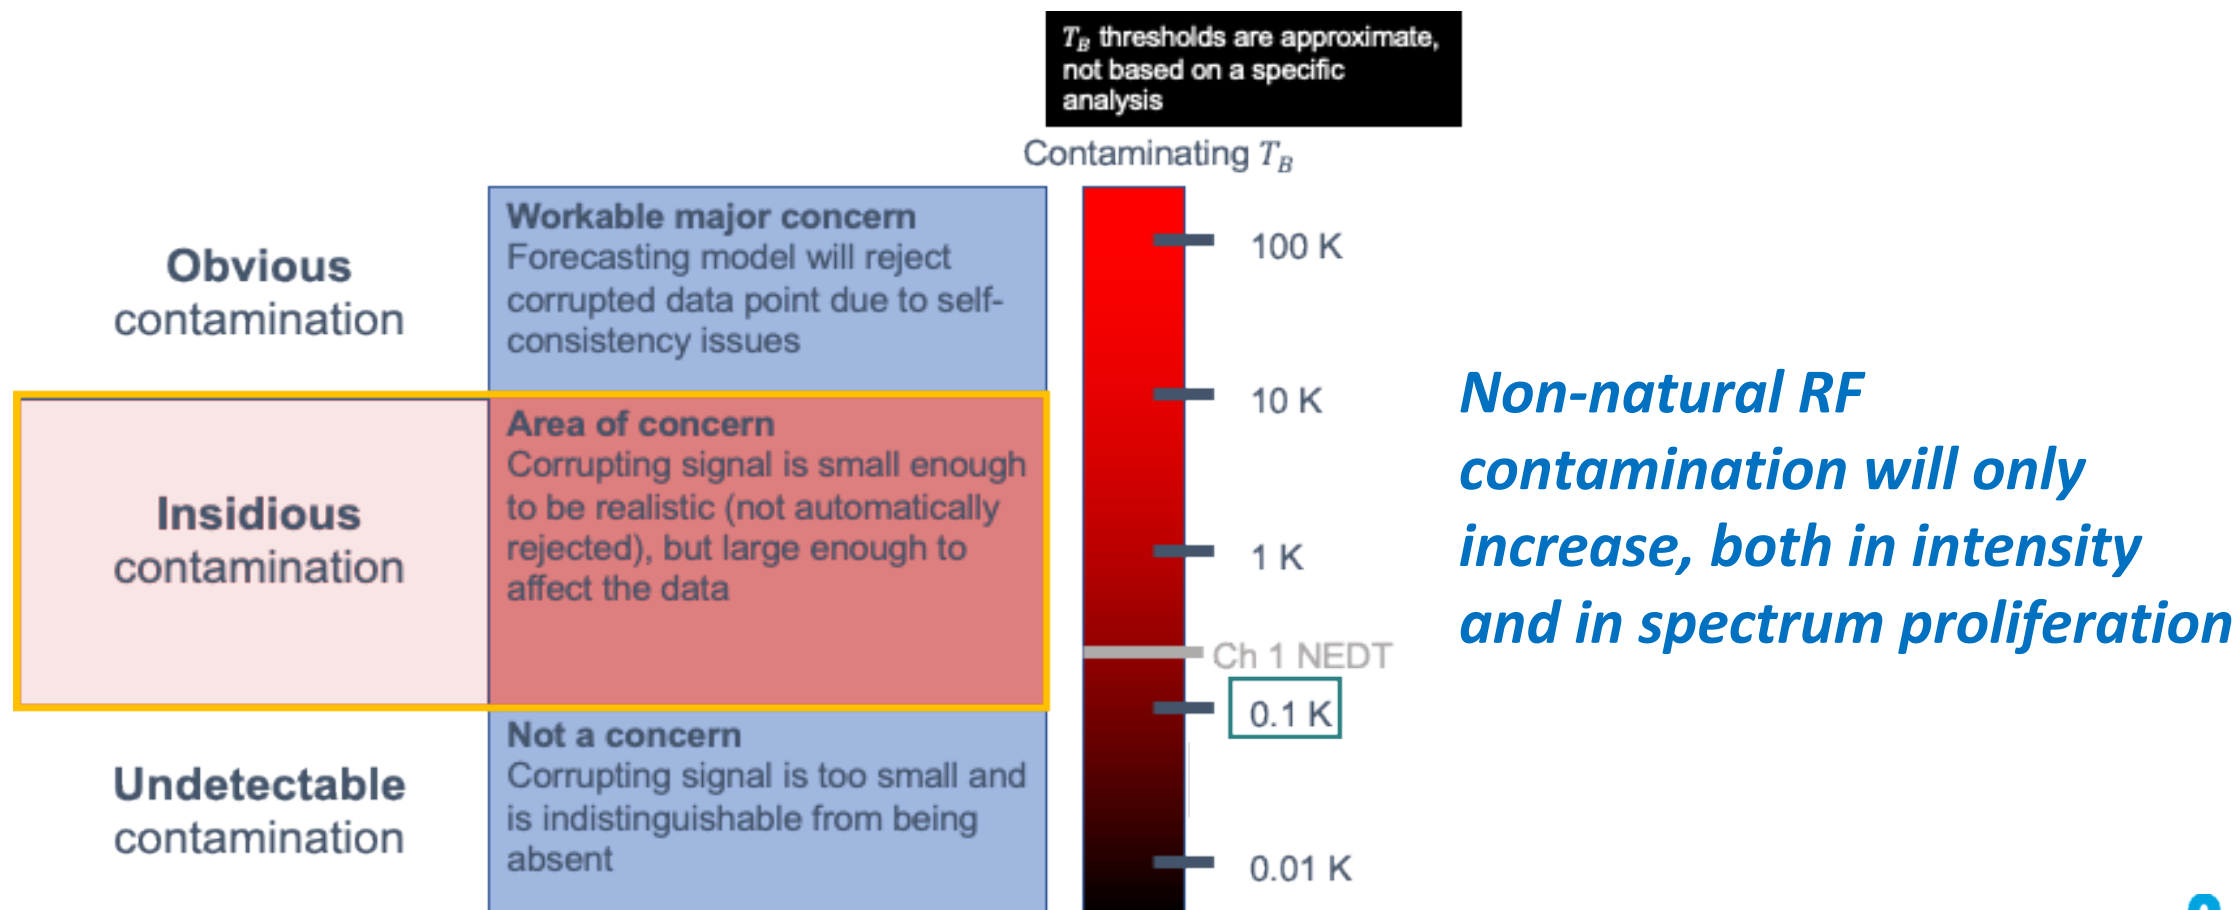 T_B thresholds are approximate,
not based on a specific
analysis
Contaminating T_B
Obvious
contamination
Workable major concern
Forecasting model will reject
corrupted data point due to self-
consistency issues
Insidious
contamination
Area of concern
Corrupting signal is small enough
to be realistic (not automatically
rejected), but large enough to
affect the data
Undetectable
contamination
Not a concern
Corrupting signal is too small and
is indistinguishable from being
absent
100 K
10 K
1 K
Ch 1 NEDT
0.1 K
0.01 K
Non-natural RF
contamination will only
increase, both in intensity
and in spectrum proliferation